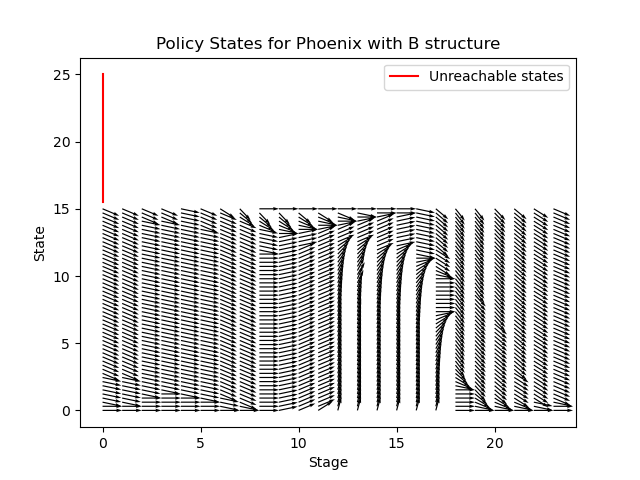 Policy States for Phoenix with B structure
Unreachable states
25
20
15
10
5
0
State
0 5 10 15 20
Stage